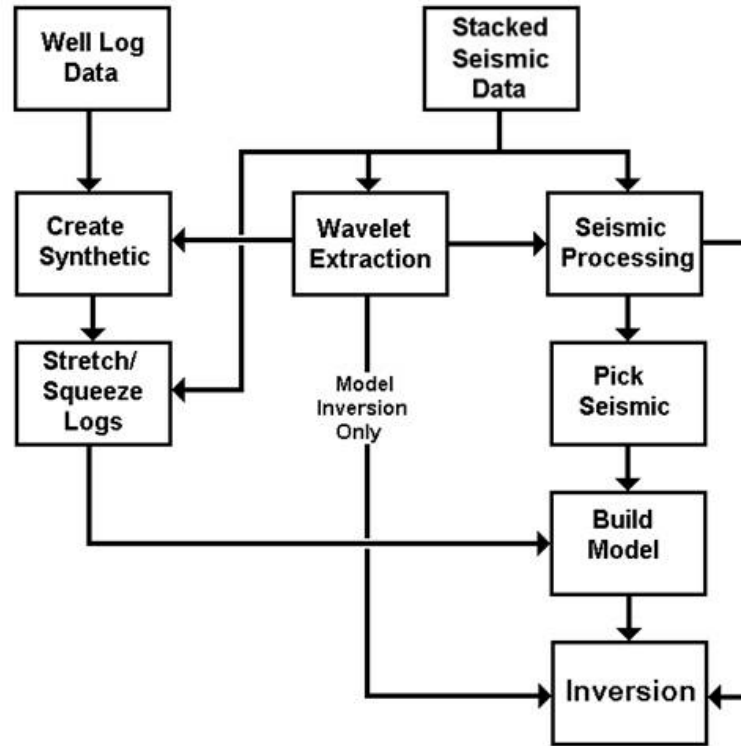 Well Log
Data
Stacked
Seismic
Data
Create
Synthetic
Wavelet
Extraction
Seismic
Processing
Stretch/
Squeeze
Logs
Model
Inversion
Only
Pick
Seismic
Build
Model
Inversion